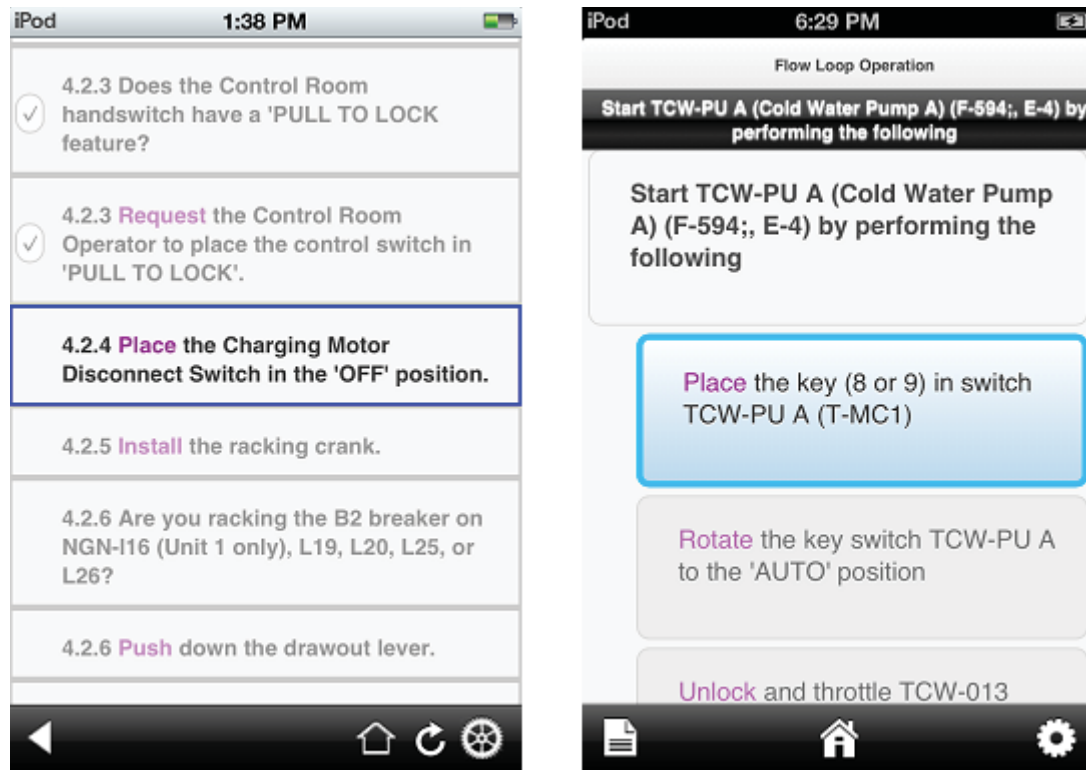 iPod 1:38 PM
4.2.3 Does the Control Room
handswitch have a 'PULL TO LOCK
feature?
4.2.3 Request the Control Room
Operator to place the control switch in
'PULL TO LOCK'.
4.2.4 Place the Charging Motor
Disconnect Switch in the 'OFF' position.
4.2.5 Install the racking crank.
4.2.6 Are you racking the B2 breaker on
NGN-I16 (Unit 1 only), L19, L20, L25, or
L26?
4.2.6 Push down the drawout lever.
iPod 6:29 PM
Flow Loop Operation
Start TCW-PU A (Cold Water Pump A) (F-594;, E-4) by
performing the following
Start TCW-PU A (Cold Water Pump
A) (F-594;, E-4) by performing the
following
Place the key (8 or 9) in switch
TCW-PU A (T-MC1)
Rotate the key switch TCW-PU A
to the 'AUTO' position
Unlock and throttle TCW-013